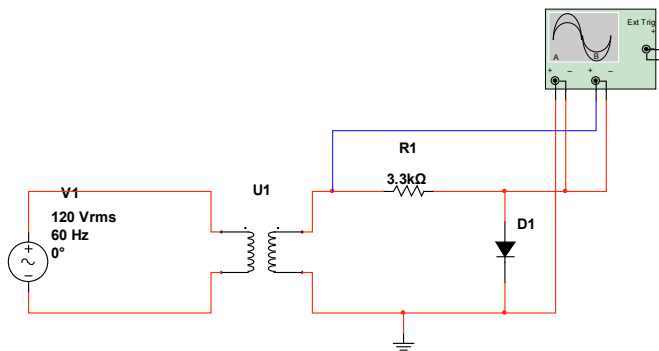 Ext Trig
+
A B
+ – + –
R1
3.3kΩ
V1
120 Vrms
60 Hz
0°
U1
D1
+
–